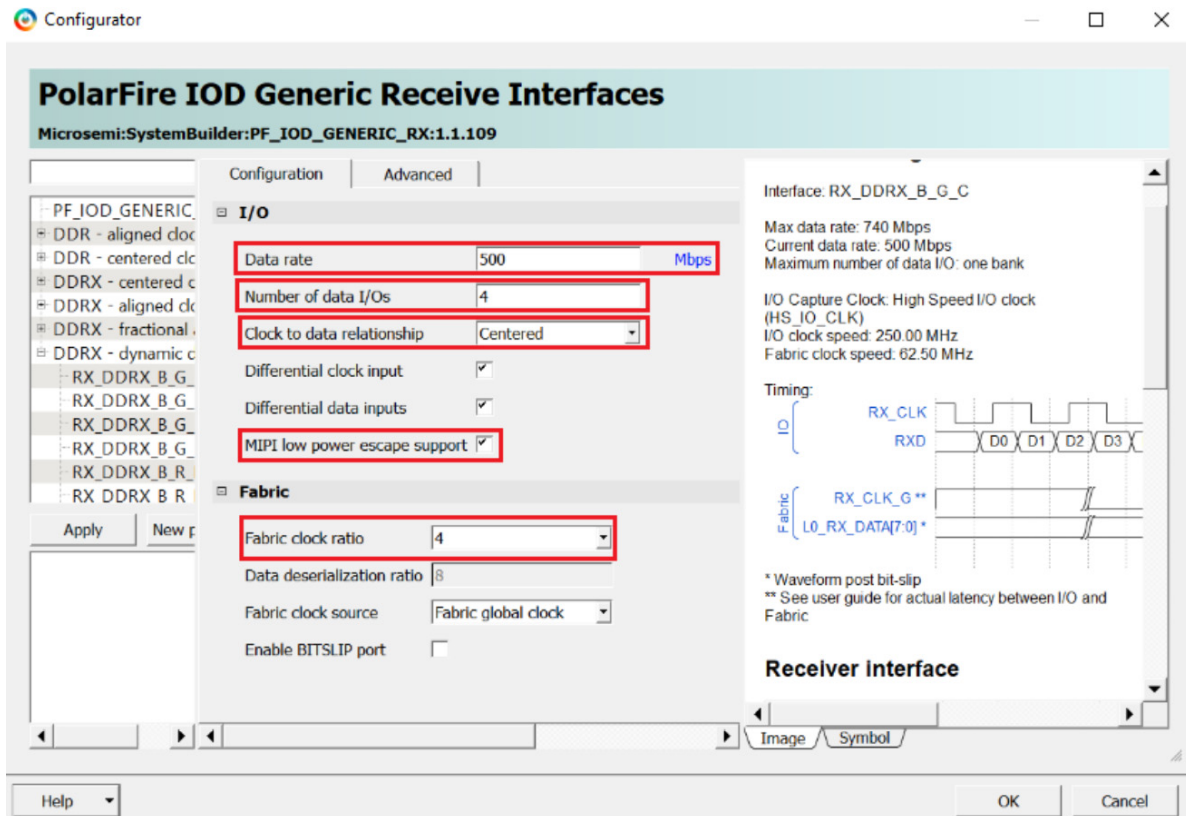 Configurator
PolarFire IOD Generic Receive Interfaces
Microsemi:SystemBuilder:PF_IOD_GENERIC_RX:1.1.109
PF_IOD_GENERIC_
DDR - aligned cloc
DDR - centered clc
DDRX - centered c
DDRX - aligned clc
DDRX - fractional
DDRX - dynamic c
RX_DDRX_B_G_
RX_DDRX_B_G_
RX_DDRX_B_G_
RX_DDRX_B_G_
RX_DDRX_B_R_
RX_DDRX_B_R
Apply New p
Configuration Advanced
I/O
Data rate 500 Mbps
Number of data I/Os 4
Clock to data relationship Centered
Differential clock input
Differential data inputs
MIPI low power escape support
Fabric
Fabric clock ratio 4
Data deserialization ratio 8
Fabric clock source Fabric global clock
Enable BITSLIP port
Interface: RX_DDRX_B_G_C
Max data rate: 740 Mbps
Current data rate: 500 Mbps
Maximum number of data I/O: one bank
I/O Capture Clock: High Speed I/O clock
(HS_IO_CLK)
I/O clock speed: 250.00 MHz
Fabric clock speed: 62.50 MHz
Timing:
IO
RX_CLK
RXD D0 D1 D2 D3
Fabric
RX_CLK_G **
L0_RX_DATA[7:0] *
* Waveform post bit-slip
** See user guide for actual latency between I/O and
Fabric
Receiver interface
Image Symbol
Help OK Cancel